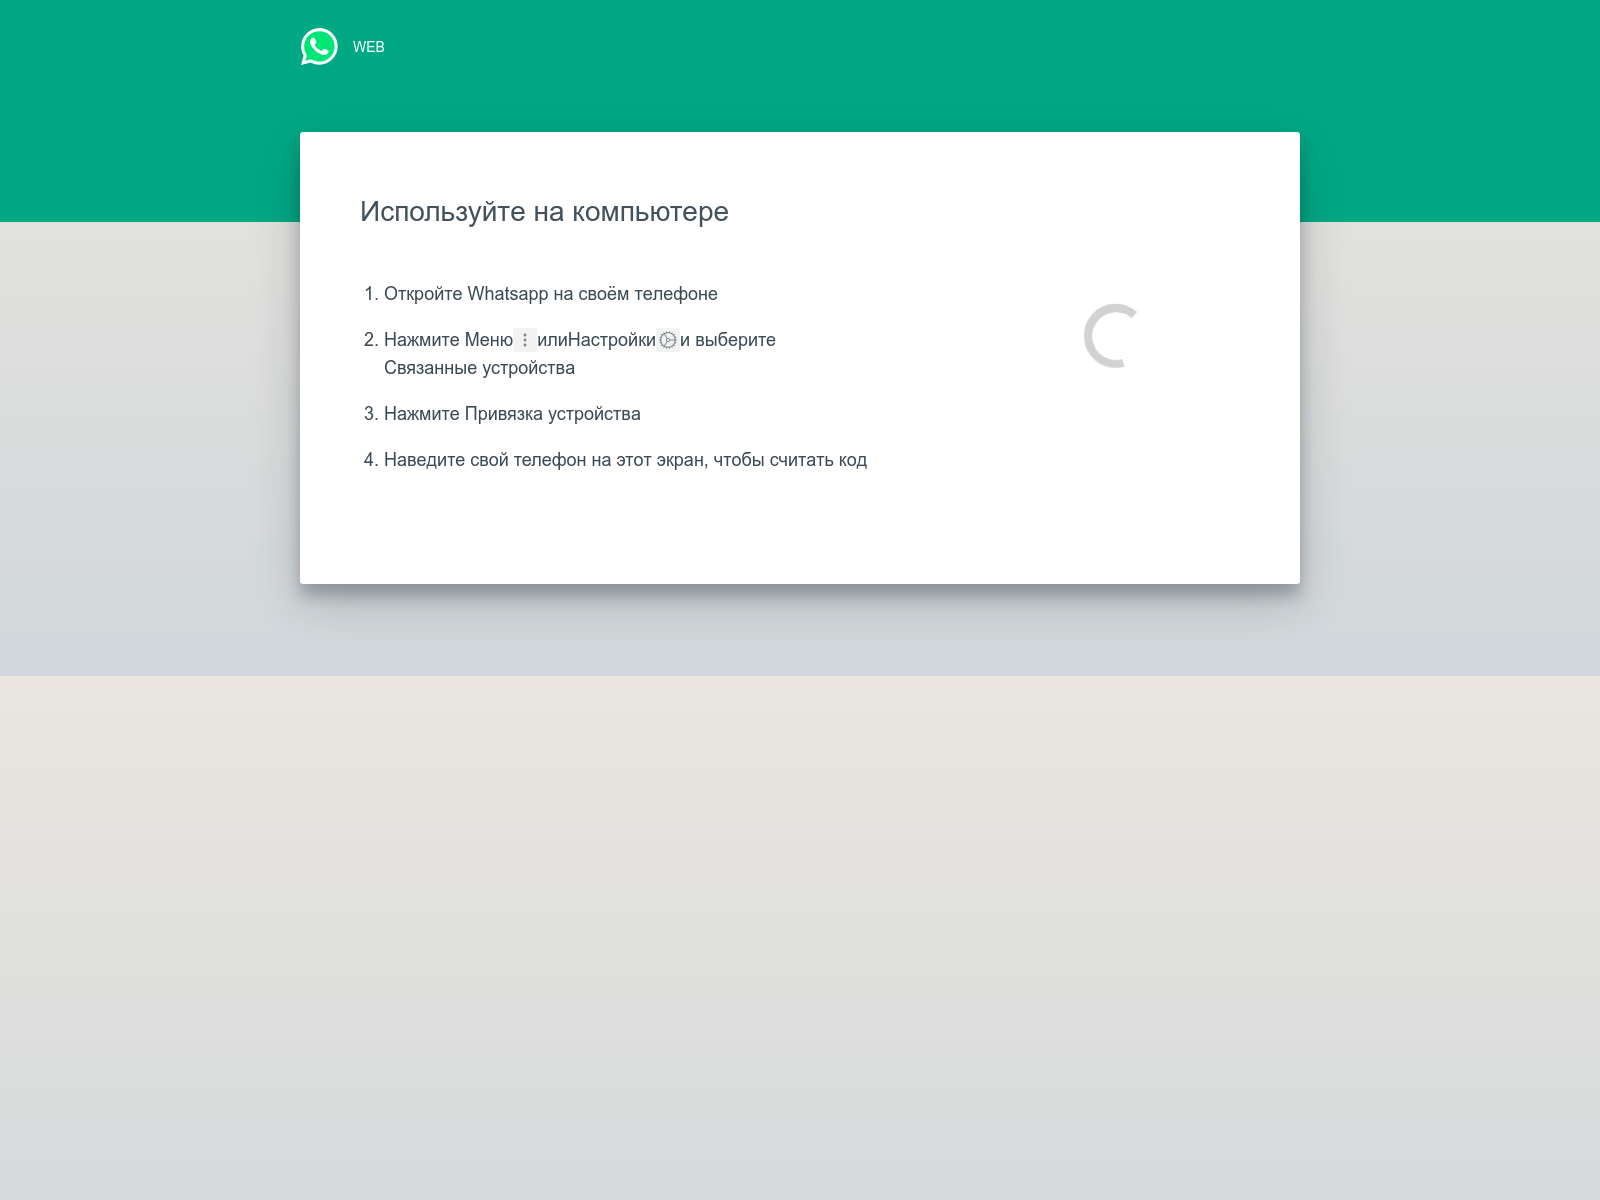 WEB
Используйте на компьютере
1. Откройте Whatsapp на своём телефоне
2. Нажмите Меню илиНастройки и выберите
Связанные устройства
3. Нажмите Привязка устройства
4. Наведите свой телефон на этот экран, чтобы считать код